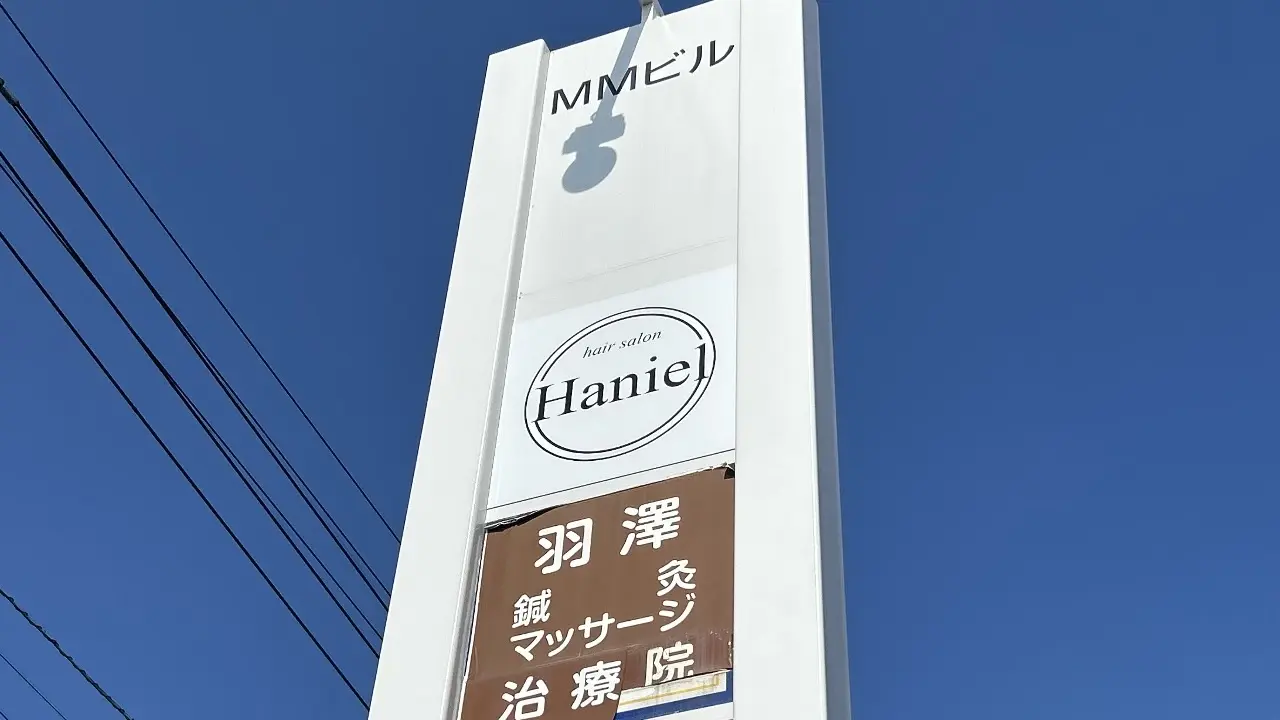 MMビル
hair salon
Haniel
羽澤
鍼灸
マッサージ
治療院